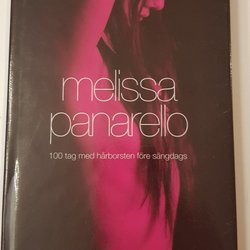 melissa
panarello
100 tag med hårborsten före sängdags